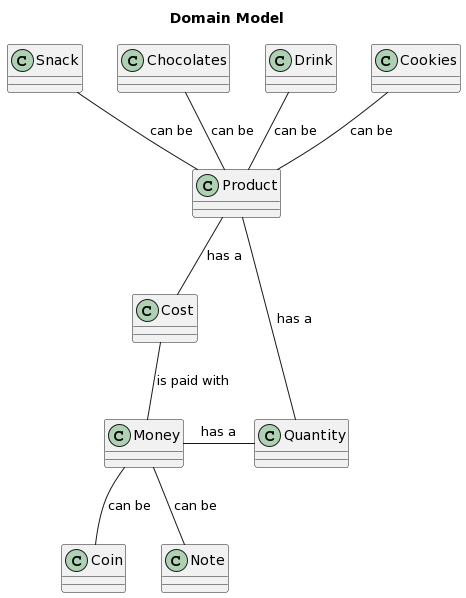 Domain Model
C Snack
C Chocolates
C Drink
C Cookies
can be
can be
can be
can be
C Product
has a
C Cost
has a
is paid with
C Money
has a
C Quantity
can be
can be
C Coin
C Note